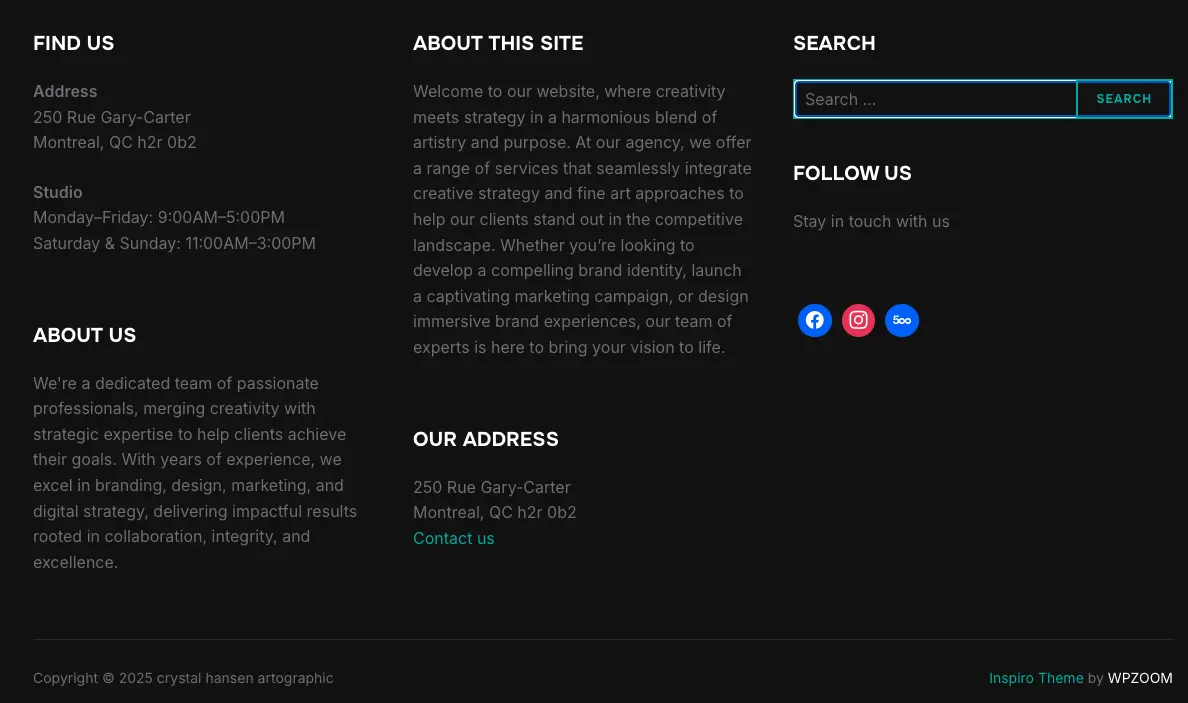 FIND US
Address
250 Rue Gary-Carter
Montreal, QC h2r 0b2
Studio
Monday–Friday: 9:00AM–5:00PM
Saturday & Sunday: 11:00AM–3:00PM
ABOUT US
We're a dedicated team of passionate
professionals, merging creativity with
strategic expertise to help clients achieve
their goals. With years of experience, we
excel in branding, design, marketing, and
digital strategy, delivering impactful results
rooted in collaboration, integrity, and
excellence.
ABOUT THIS SITE
Welcome to our website, where creativity
meets strategy in a harmonious blend of
artistry and purpose. At our agency, we offer
a range of services that seamlessly integrate
creative strategy and fine art approaches to
help our clients stand out in the competitive
landscape. Whether you’re looking to
develop a compelling brand identity, launch
a captivating marketing campaign, or design
immersive brand experiences, our team of
experts is here to bring your vision to life.
OUR ADDRESS
250 Rue Gary-Carter
Montreal, QC h2r 0b2
Contact us
SEARCH
Search …
SEARCH
FOLLOW US
Stay in touch with us
500
Copyright © 2025 crystal hansen artographic
Inspiro Theme by WPZOOM